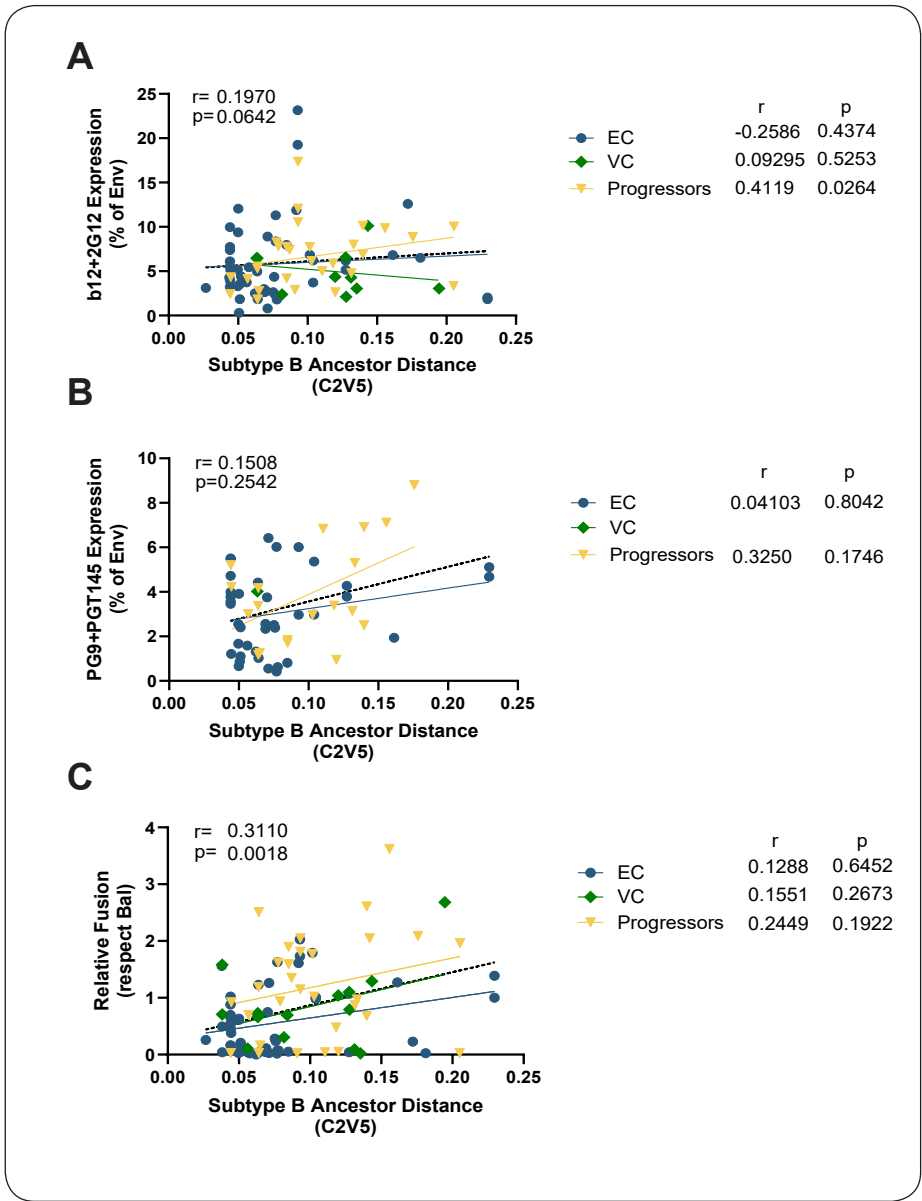 A
r= 0.1970
p=0.0642
25
20
15
10
5
0
b12+2G12 Expression
(% of Env)
0.00 0.05 0.10 0.15 0.20 0.25
Subtype B Ancestor Distance
(C2V5)
r p
EC -0.2586 0.4374
VC 0.09295 0.5253
Progressors 0.4119 0.0264
B
r= 0.1508
p=0.2542
10
8
6
4
2
0
PG9+PGT145 Expression
(% of Env)
0.00 0.05 0.10 0.15 0.20 0.25
Subtype B Ancestor Distance
(C2V5)
r p
EC 0.04103 0.8042
VC
Progressors 0.3250 0.1746
C
r= 0.3110
p= 0.0018
4
3
2
1
0
Relative Fusion
(respect Bal)
0.00 0.05 0.10 0.15 0.20 0.25
Subtype B Ancestor Distance
(C2V5)
r p
EC 0.1288 0.6452
VC 0.1551 0.2673
Progressors 0.2449 0.1922